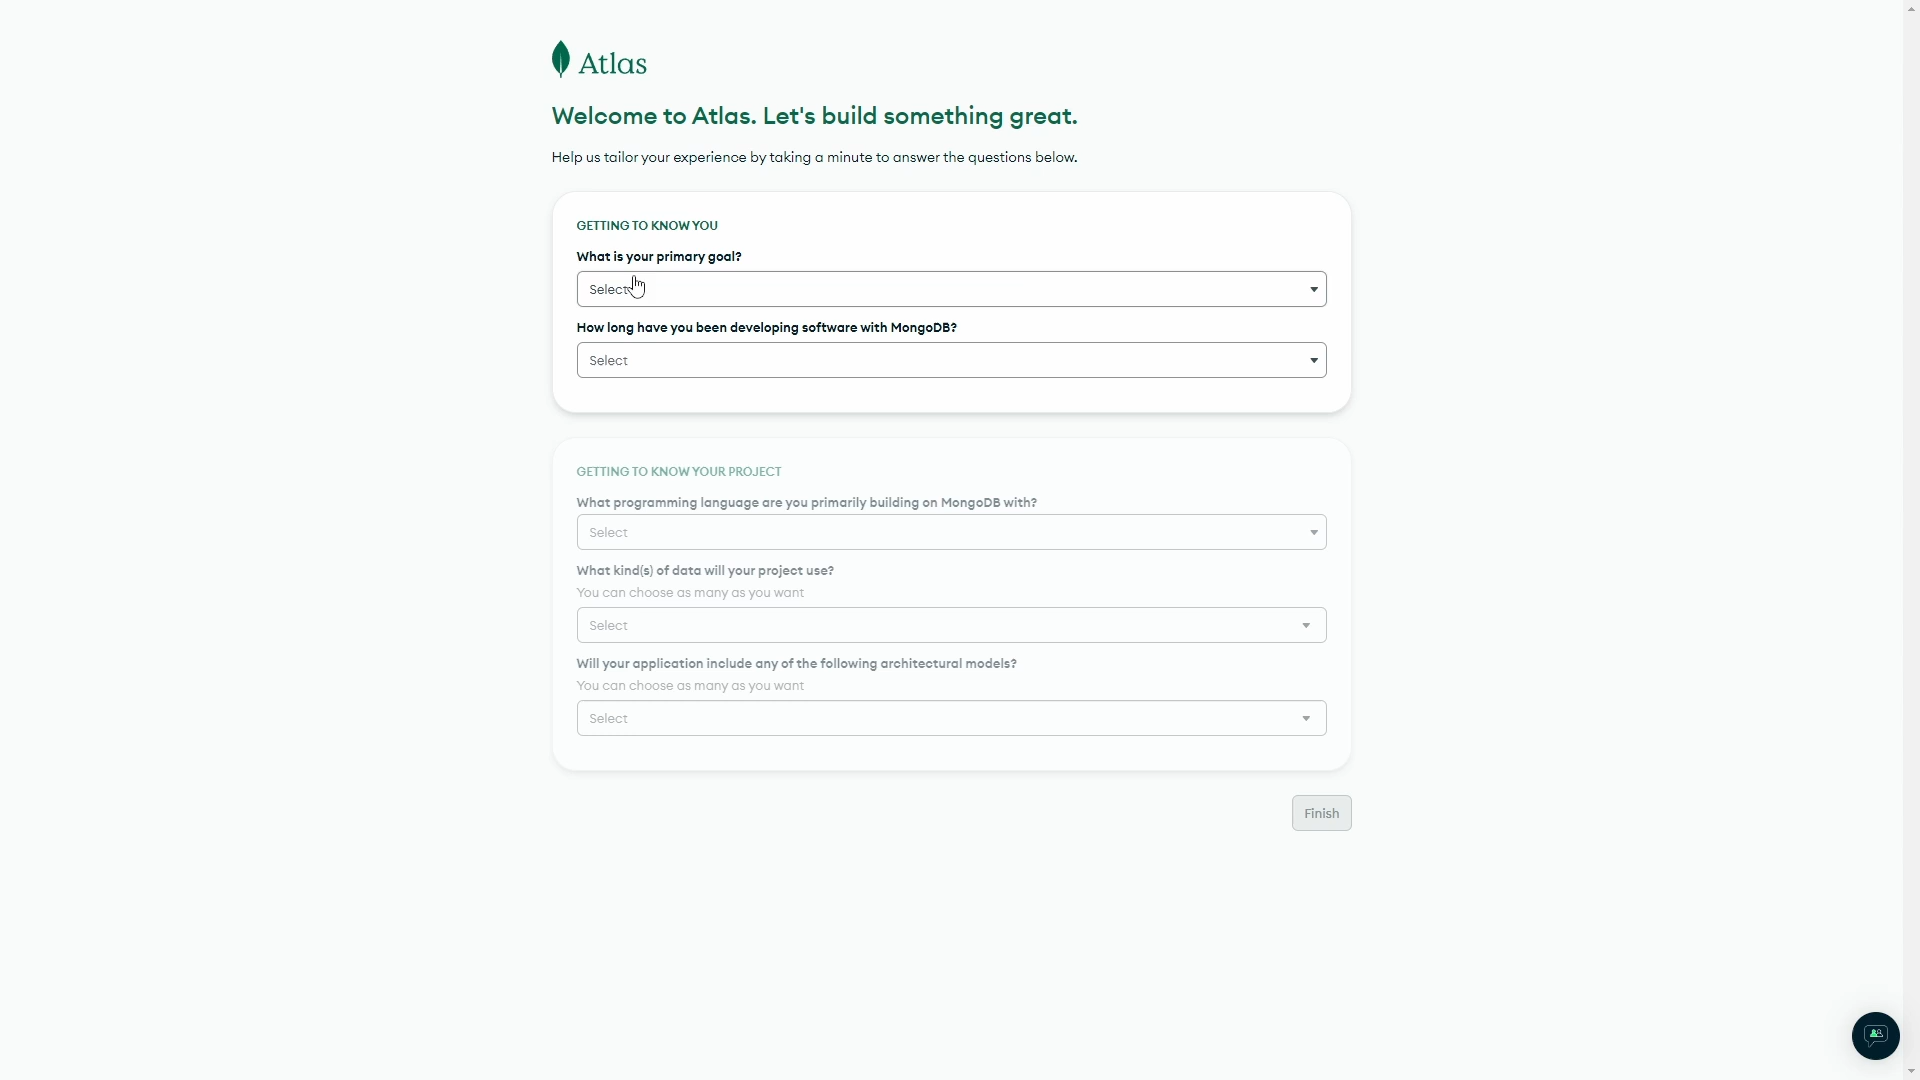 Atlas
Welcome to Atlas. Let's build something great.
Help us tailor your experience by taking a minute to answer the questions below.
GETTING TO KNOW YOU
What is your primary goal?
Select
How long have you been developing software with MongoDB?
Select
GETTING TO KNOW YOUR PROJECT
What programming language are you primarily building on MongoDB with?
Select
What kind(s) of data will your project use?
You can choose as many as you want
Select
Will your application include any of the following architectural models?
You can choose as many as you want
Select
Finish